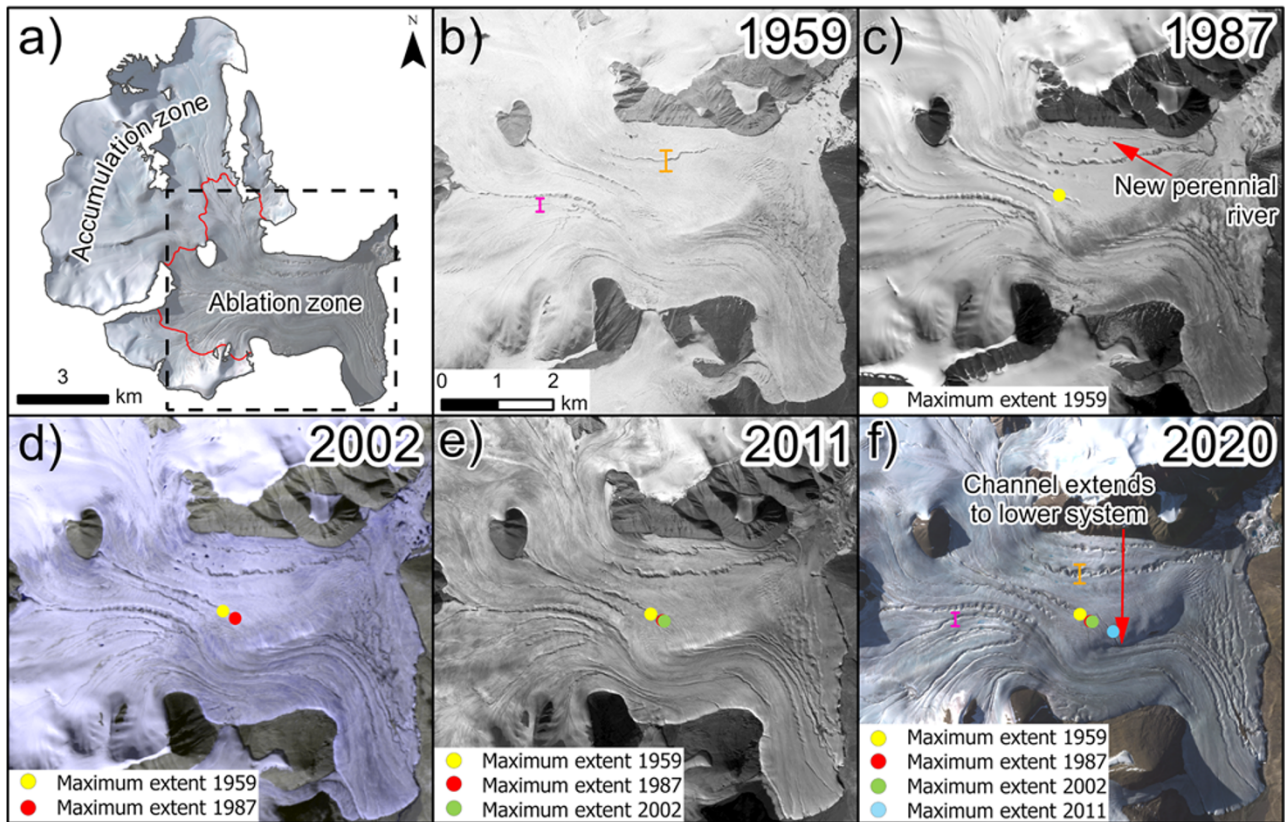 a)
N
Accumulation zone
Ablation zone
3
km
b)
1959
0 1 2
km
c)
1987
New perennial
river
Maximum extent 1959
d)
2002
Maximum extent 1959
Maximum extent 1987
e)
2011
Maximum extent 1959
Maximum extent 1987
Maximum extent 2002
f)
2020
Channel extends
to lower system
Maximum extent 1959
Maximum extent 1987
Maximum extent 2002
Maximum extent 2011